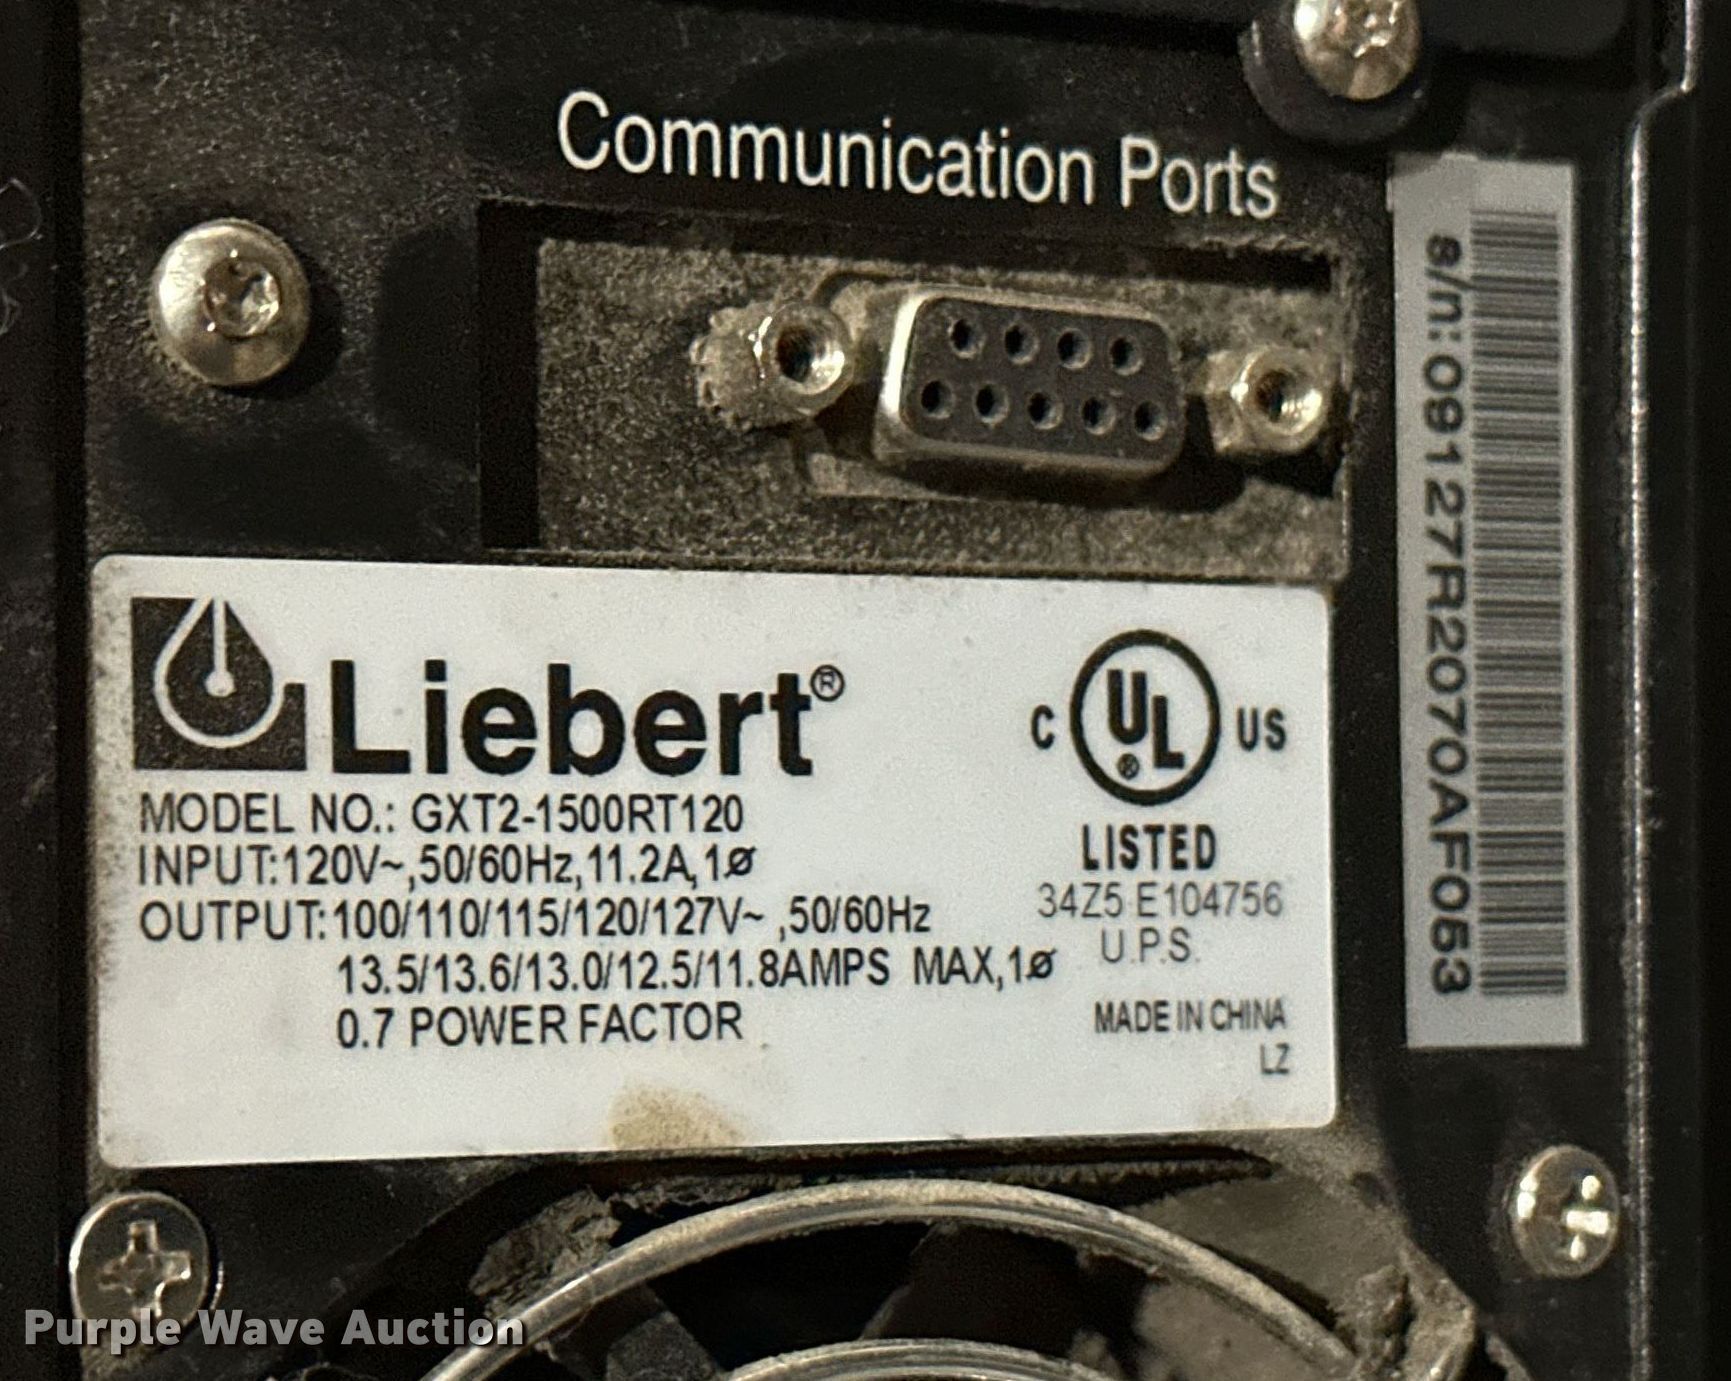 Communication Ports
s/n:09127R2070AF053
Liebert®
MODEL NO.: GXT2-1500RT120
INPUT:120V~,50/60Hz,11.2A,1ø
OUTPUT:100/110/115/120/127V~ ,50/60Hz
13.5/13.6/13.0/12.5/11.8AMPS MAX,1ø
0.7 POWER FACTOR
C UL® US
LISTED
34Z5 E104756
U.P.S.
MADE IN CHINA
LZ
Purple Wave Auction